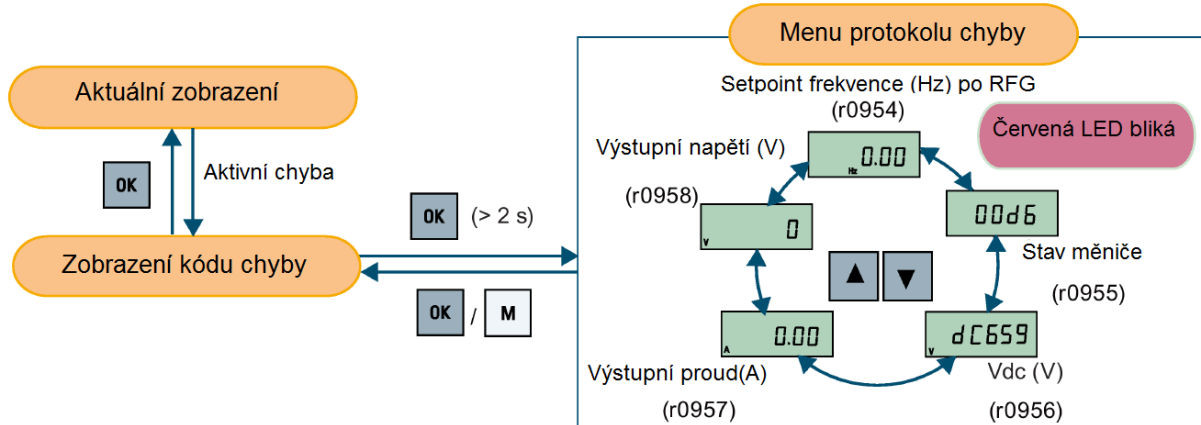 Menu protokolu chyby
Aktuální zobrazení
Setpoint frekvence (Hz) po RFG
(r0954)
Červená LED bliká
Výstupní napětí (V)
(r0958)
Hz 0.00
OK
Aktivní chyba
OK (> 2 s)
V 0
00d6
Stav měniče
(r0955)
Zobrazení kódu chyby
▲ ▼
OK / M
A 0.00
V dC659
Výstupní proud(A)
(r0957)
Vdc (V)
(r0956)